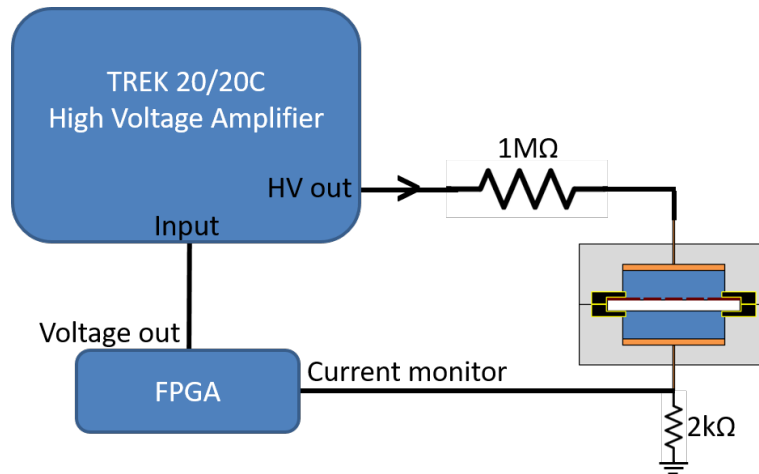 TREK 20/20C
High Voltage Amplifier
1MΩ
HV out
Input
Voltage out
Current monitor
FPGA
2kΩ